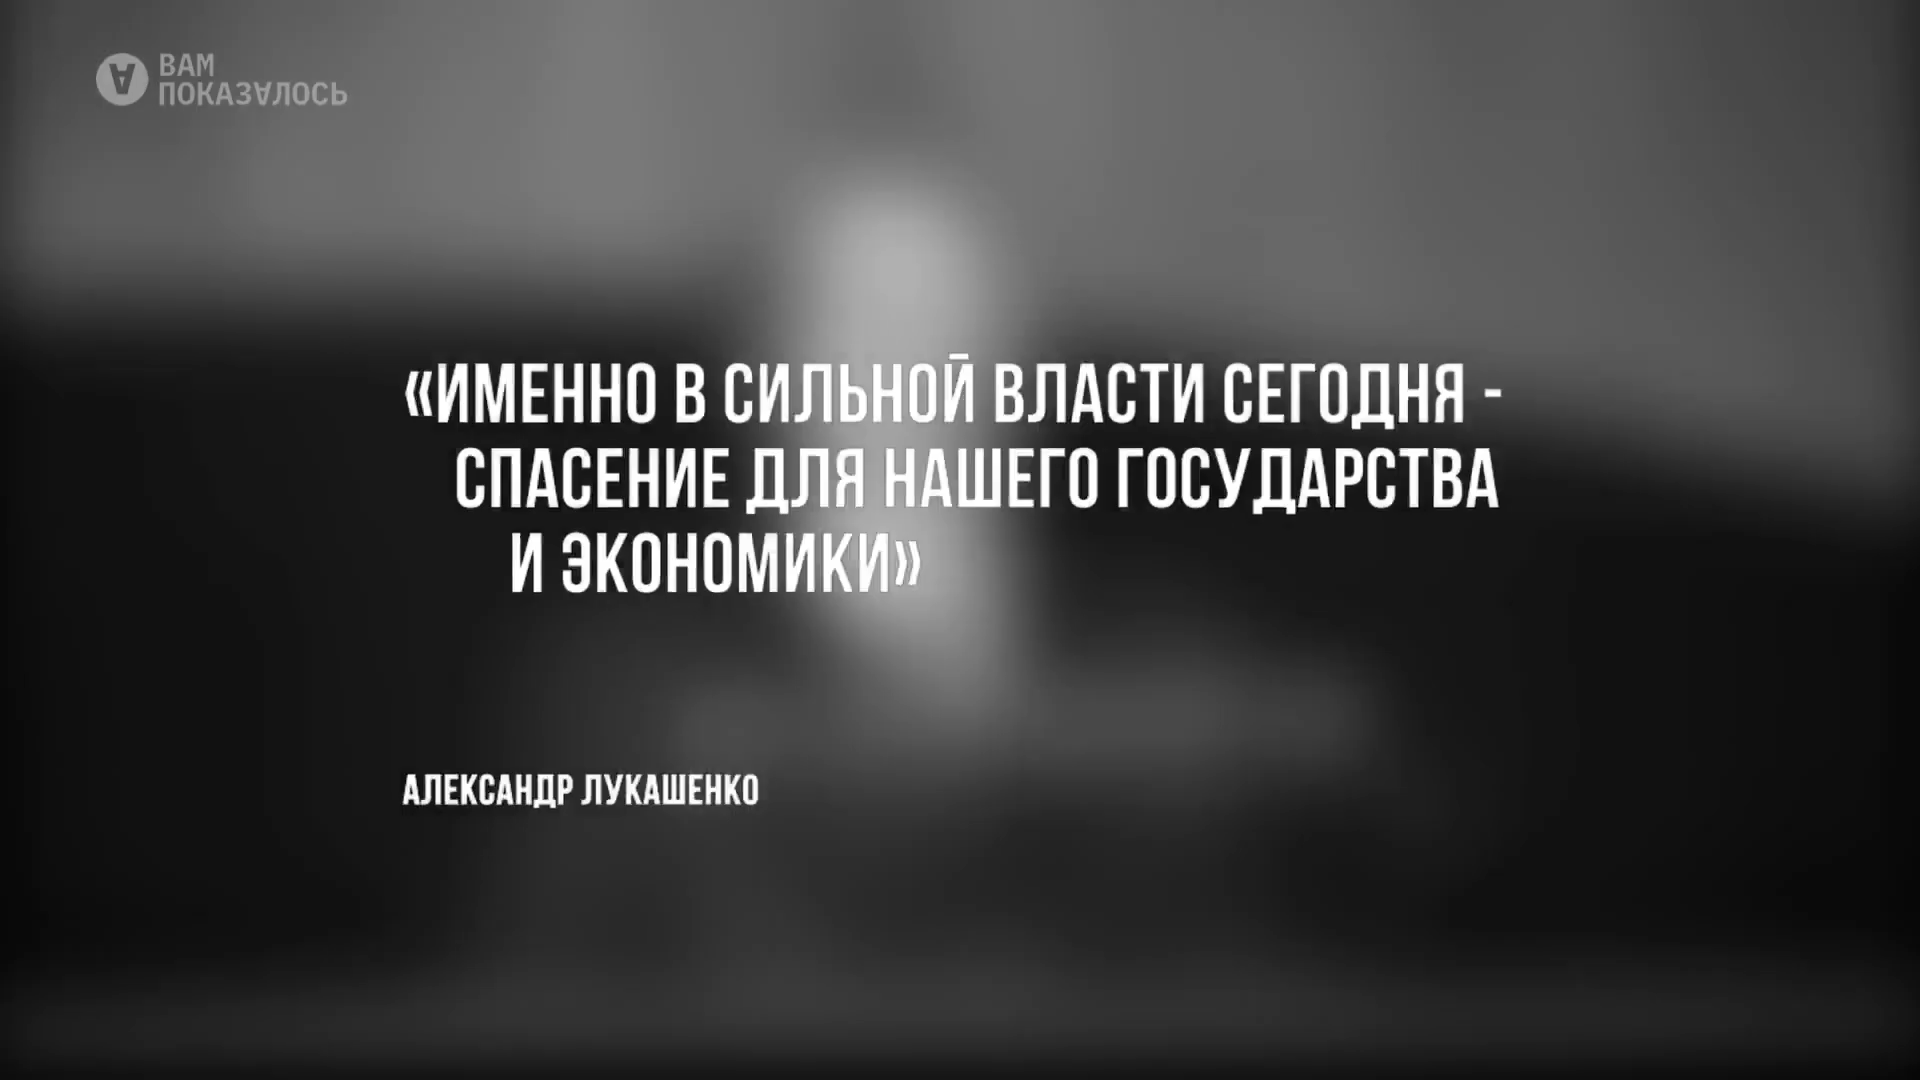 ВАМ
ПОКАЗАЛОСЬ
«ИМЕННО В СИЛЬНОЙ ВЛАСТИ СЕГОДНЯ -
СПАСЕНИЕ ДЛЯ НАШЕГО ГОСУДАРСТВА
И ЭКОНОМИКИ»
АЛЕКСАНДР ЛУКАШЕНКО